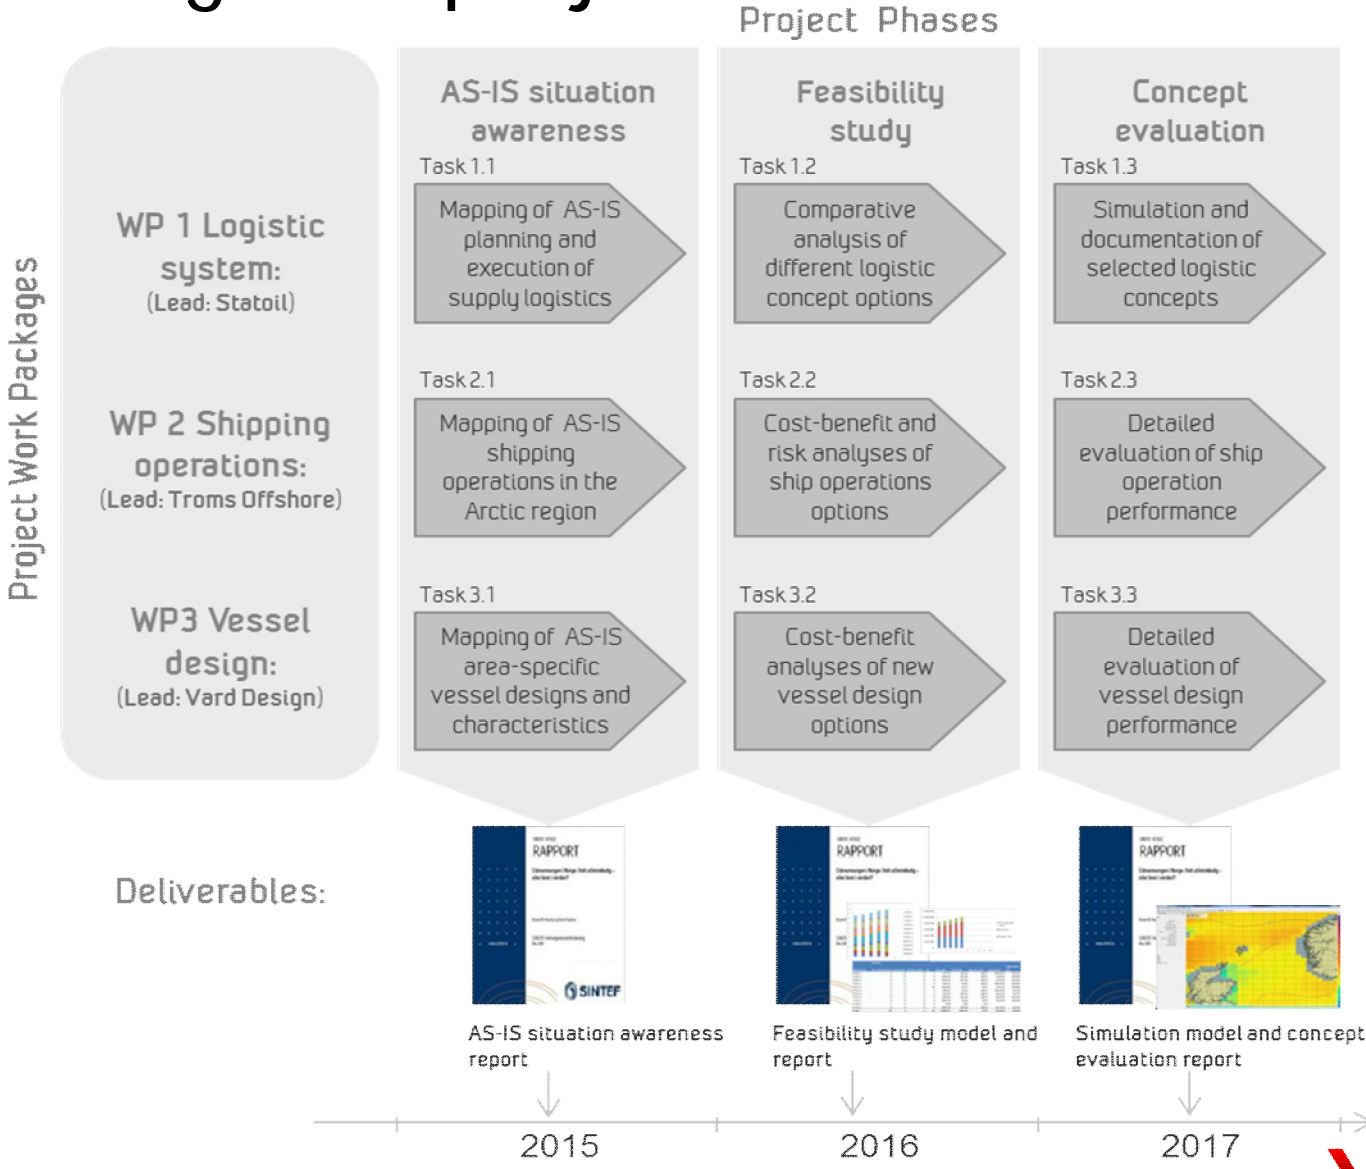 Project Phases
Project Work Packages
AS-IS situation
awareness
Feasibility
study
Concept
evaluation
WP 1 Logistic
system:
(Lead: Statoil)
Task 1.1
Mapping of AS-IS
planning and
execution of
supply logistics
Task 1.2
Comparative
analysis of
different logistic
concept options
Task 1.3
Simulation and
documentation of
selected logistic
concepts
WP 2 Shipping
operations:
(Lead: Troms Offshore)
Task 2.1
Mapping of AS-IS
shipping
operations in the
Arctic region
Task 2.2
Cost-benefit and
risk analyses of
ship operations
options
Task 2.3
Detailed
evaluation of ship
operation
performance
WP3 Vessel
design:
(Lead: Vard Design)
Task 3.1
Mapping of AS-IS
area-specific
vessel designs and
characteristics
Task 3.2
Cost-benefit
analyses of new
vessel design
options
Task 3.3
Detailed
evaluation of
vessel design
performance
Deliverables:
RAPPORT
SINTEF
RAPPORT
RAPPORT
AS-IS situation awareness
report
Feasibility study model and
report
Simulation model and concept
evaluation report
2015
2016
2017